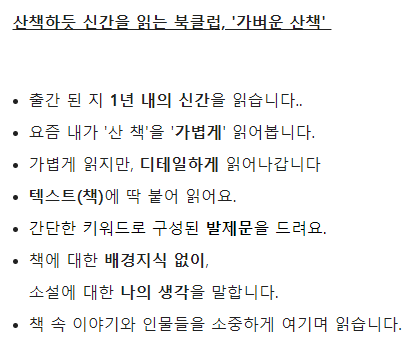 산책하듯 신간을 읽는 북클럽, '가벼운 산책'
• 출간 된 지 1년 내의 신간을 읽습니다..
• 요즘 내가 '산 책'을 '가볍게' 읽어봅니다.
• 가볍게 읽지만, 디테일하게 읽어나갑니다
• 텍스트(책)에 딱 붙어 읽어요.
• 간단한 키워드로 구성된 발제문을 드려요.
• 책에 대한 배경지식 없이,
소설에 대한 나의 생각을 말합니다.
• 책 속 이야기와 인물들을 소중하게 여기며 읽습니다.